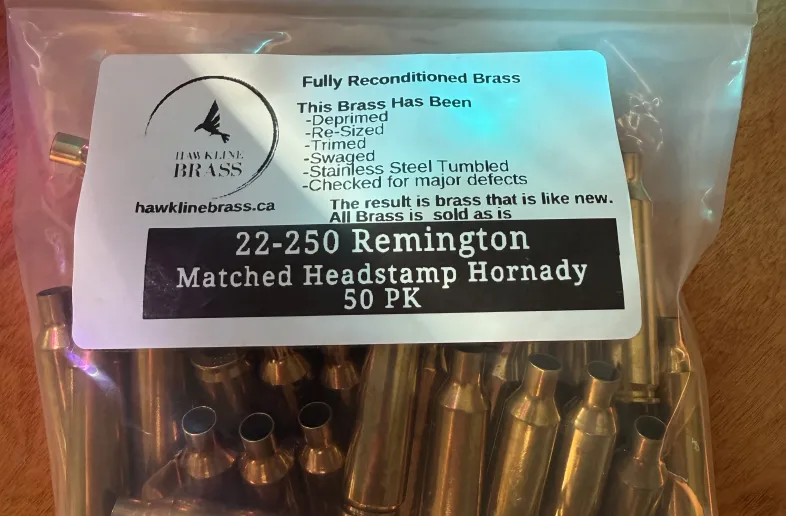 HAWKLINE
BRASS
hawklinebrass.ca
Fully Reconditioned Brass
This Brass Has Been
-Deprimed
-Re-Sized
-Trimed
-Swaged
-Stainless Steel Tumbled
-Checked for major defects
The result is brass that is like new.
All Brass is sold as is
22-250 Remington
Matched Headstamp Hornady
50 PK